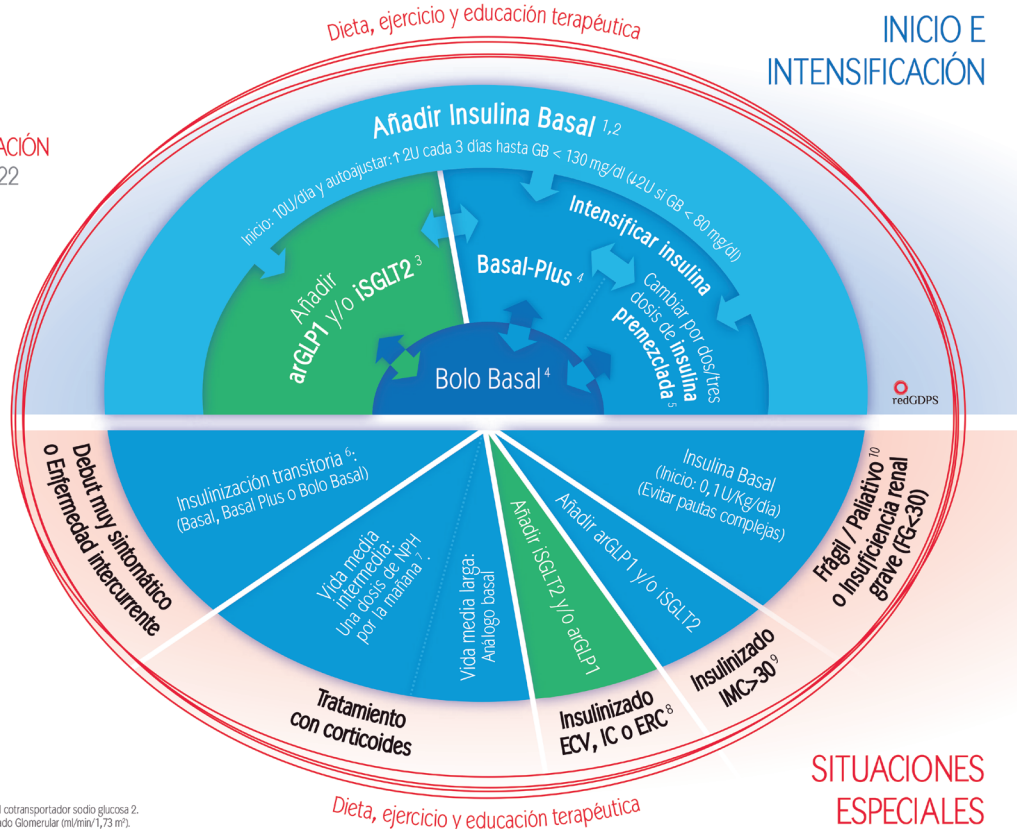 Dieta, ejercicio y educación terapéutica
INICIO E
INTENSIFICACIÓN
ACIÓN
22
Añadir Insulina Basal 1,2
Inicio: 10U/día y autoajustar: ↑2U cada 3 días hasta GB < 130 mg/dl (↓2U si GB < 80 mg/dl)
Añadir
arGLP1 y/o iSGLT2 3
Intensificar insulina
Basal-Plus 4
Cambiar por dos/tres
dosis de insulina
premezclada 5
Bolo Basal 4
redGDPS
Debut muy sintomático
o Enfermedad intercurrente
Insulinización transitoria 6:
(Basal, Basal Plus o Bolo Basal)
Tratamiento
con corticoides
Vida media
intermedia:
Una dosis de NPH
por la mañana 7
Vida media larga:
Análogo basal
Insulinizado
ECV, IC o ERC 8
Añadir iSGLT2 y/o arGLP1
Insulinizado
IMC>30 9
Añadir arGLP1 y/o iSGLT2
Frágil / Paliativo 10
o Insuficiencia renal
grave (FG<30)
Insulina Basal
(Inicio: 0,1U/Kg/día)
(Evitar pautas complejas)
SITUACIONES
ESPECIALES
Dieta, ejercicio y educación terapéutica
l cotransportador sodio glucosa 2.
ado Glomerular (ml/min/1,73 m²).